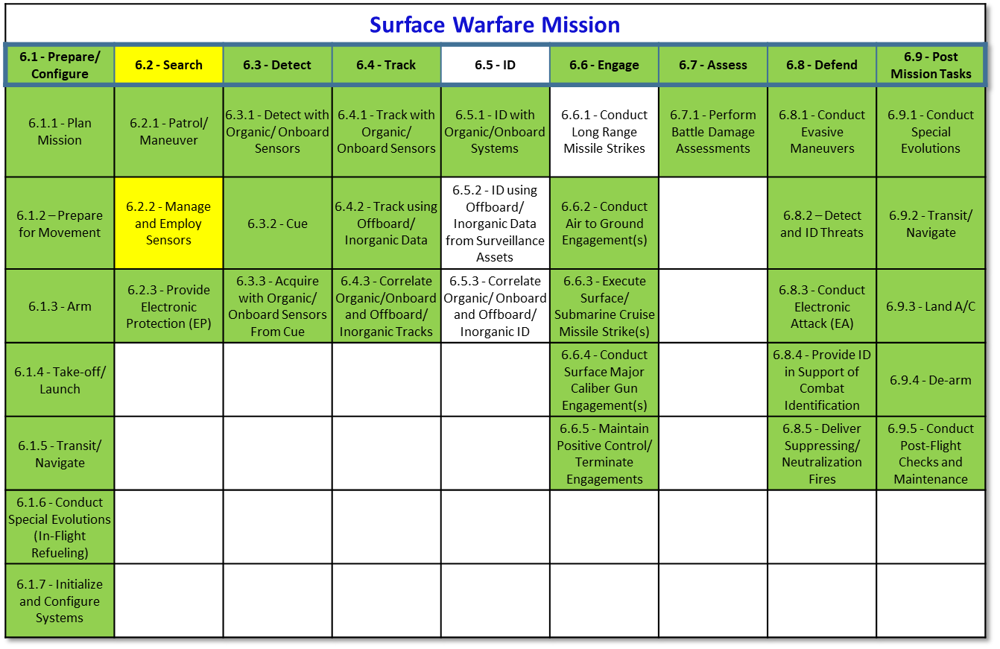 Surface Warfare Mission
6.1 - Prepare/
Configure
6.2 - Search
6.3 - Detect
6.4 - Track
6.5 - ID
6.6 - Engage
6.7 - Assess
6.8 - Defend
6.9 - Post
Mission Tasks
6.1.1 - Plan
Mission
6.2.1 - Patrol/
Maneuver
6.3.1 - Detect with
Organic/ Onboard
Sensors
6.4.1 - Track with
Organic/
Onboard Sensors
6.5.1 - ID with
Organic/Onboard
Systems
6.6.1 - Conduct
Long Range
Missile Strikes
6.7.1 - Perform
Battle Damage
Assessments
6.8.1 - Conduct
Evasive
Maneuvers
6.9.1 - Conduct
Special
Evolutions
6.1.2 – Prepare
for Movement
6.2.2 - Manage
and Employ
Sensors
6.3.2 - Cue
6.4.2 - Track using
Offboard/
Inorganic Data
6.5.2 - ID using
Offboard/
Inorganic Data
from Surveillance
Assets
6.6.2 - Conduct
Air to Ground
Engagement(s)
6.8.2 – Detect
and ID Threats
6.9.2 - Transit/
Navigate
6.1.3 - Arm
6.2.3 - Provide
Electronic
Protection (EP)
6.3.3 - Acquire
with Organic/
Onboard Sensors
From Cue
6.4.3 - Correlate
Organic/Onboard
and Offboard/
Inorganic Tracks
6.5.3 - Correlate
Organic/ Onboard
and Offboard/
Inorganic ID
6.6.3 - Execute
Surface/
Submarine Cruise
Missile Strike(s)
6.8.3 - Conduct
Electronic
Attack (EA)
6.9.3 - Land A/C
6.1.4 - Take-off/
Launch
6.6.4 - Conduct
Surface Major
Caliber Gun
Engagement(s)
6.8.4 - Provide ID
in Support of
Combat
Identification
6.9.4 - De-arm
6.1.5 - Transit/
Navigate
6.6.5 - Maintain
Positive Control/
Terminate
Engagements
6.8.5 - Deliver
Suppressing/
Neutralization
Fires
6.9.5 - Conduct
Post-Flight
Checks and
Maintenance
6.1.6 - Conduct
Special Evolutions
(In-Flight
Refueling)
6.1.7 - Initialize
and Configure
Systems